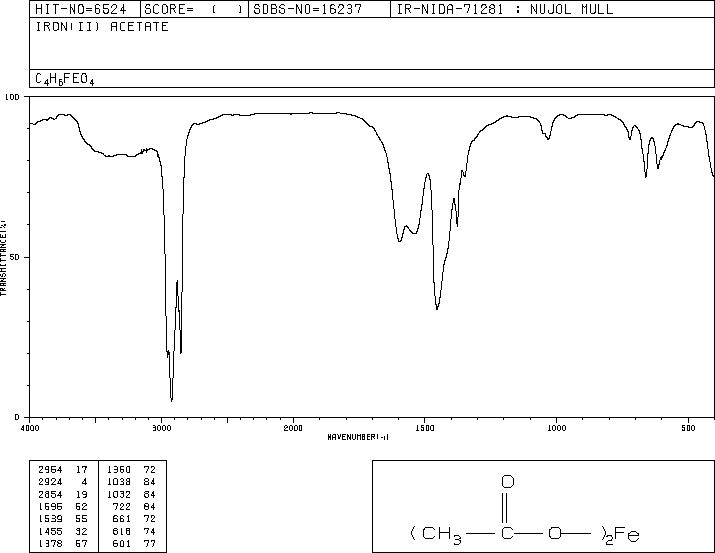 HIT-NO=6524 SCORE= ( ) SDBS-NO=16237 IR-NIDA-71281 : NUJOL MULL
IRON(II) ACETATE
C4H6FEO4
100
TRANSMITTANCE(%)
50
0
4000 3000 2000 1500 1000 500
WAVENUMBER(-1)
2954 17 1350 72
2924 4 1038 84
2854 19 1032 84
1596 52 722 84
1539 55 661 72
1455 32 618 74
1378 57 601 77
O
(CH3 C O )2Fe